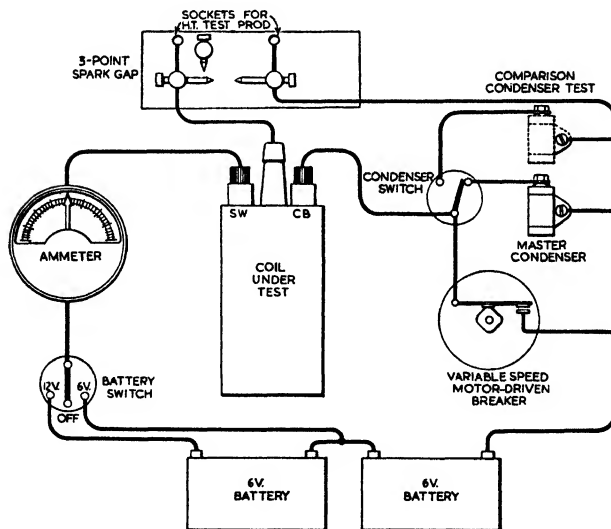 SOCKETS FOR
H.T. TEST PROD
3-POINT
SPARK GAP
COMPARISON
CONDENSER TEST
CONDENSER
SWITCH
SW
CB
MASTER
CONDENSER
AMMETER
COIL
UNDER
TEST
VARIABLE SPEED
MOTOR-DRIVEN
BREAKER
12V.
6V.
BATTERY
SWITCH
OFF
6V.
BATTERY
6V.
BATTERY